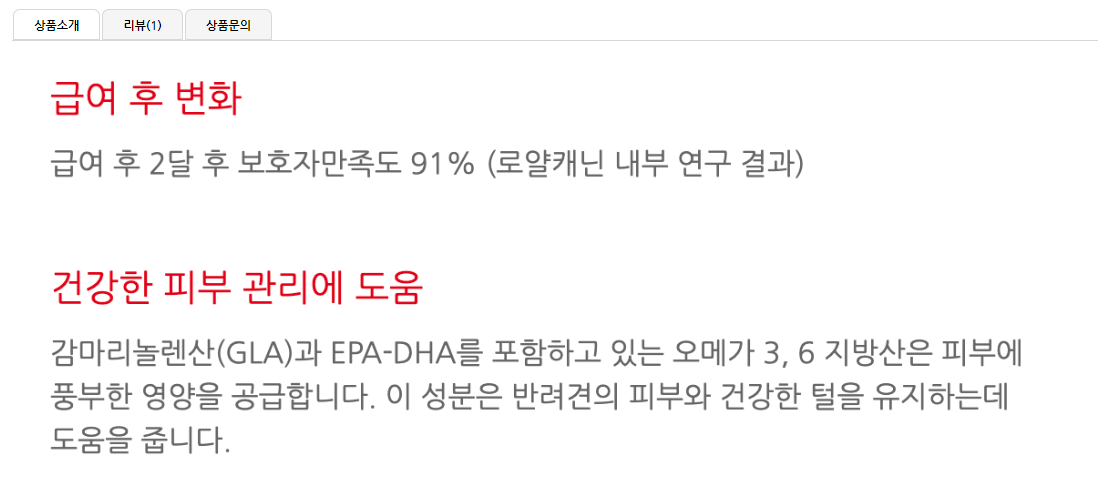 상품소개
리뷰(1)
상품문의
급여 후 변화
급여 후 2달 후 보호자만족도 91% (로얄캐닌 내부 연구 결과)
건강한 피부 관리에 도움
감마리놀렌산(GLA)과 EPA-DHA를 포함하고 있는 오메가 3, 6 지방산은 피부에
풍부한 영양을 공급합니다. 이 성분은 반려견의 피부와 건강한 털을 유지하는데
도움을 줍니다.